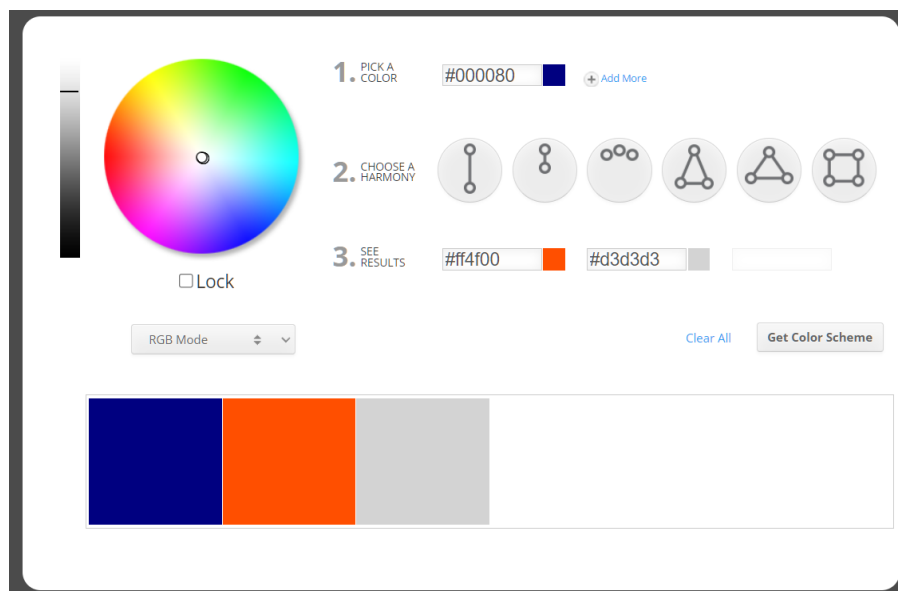 1. PICK A
COLOR
#000080
+ Add More
2. CHOOSE A
HARMONY
3. SEE
RESULTS
#ff4f00
#d3d3d3
Lock
RGB Mode
Clear All
Get Color Scheme